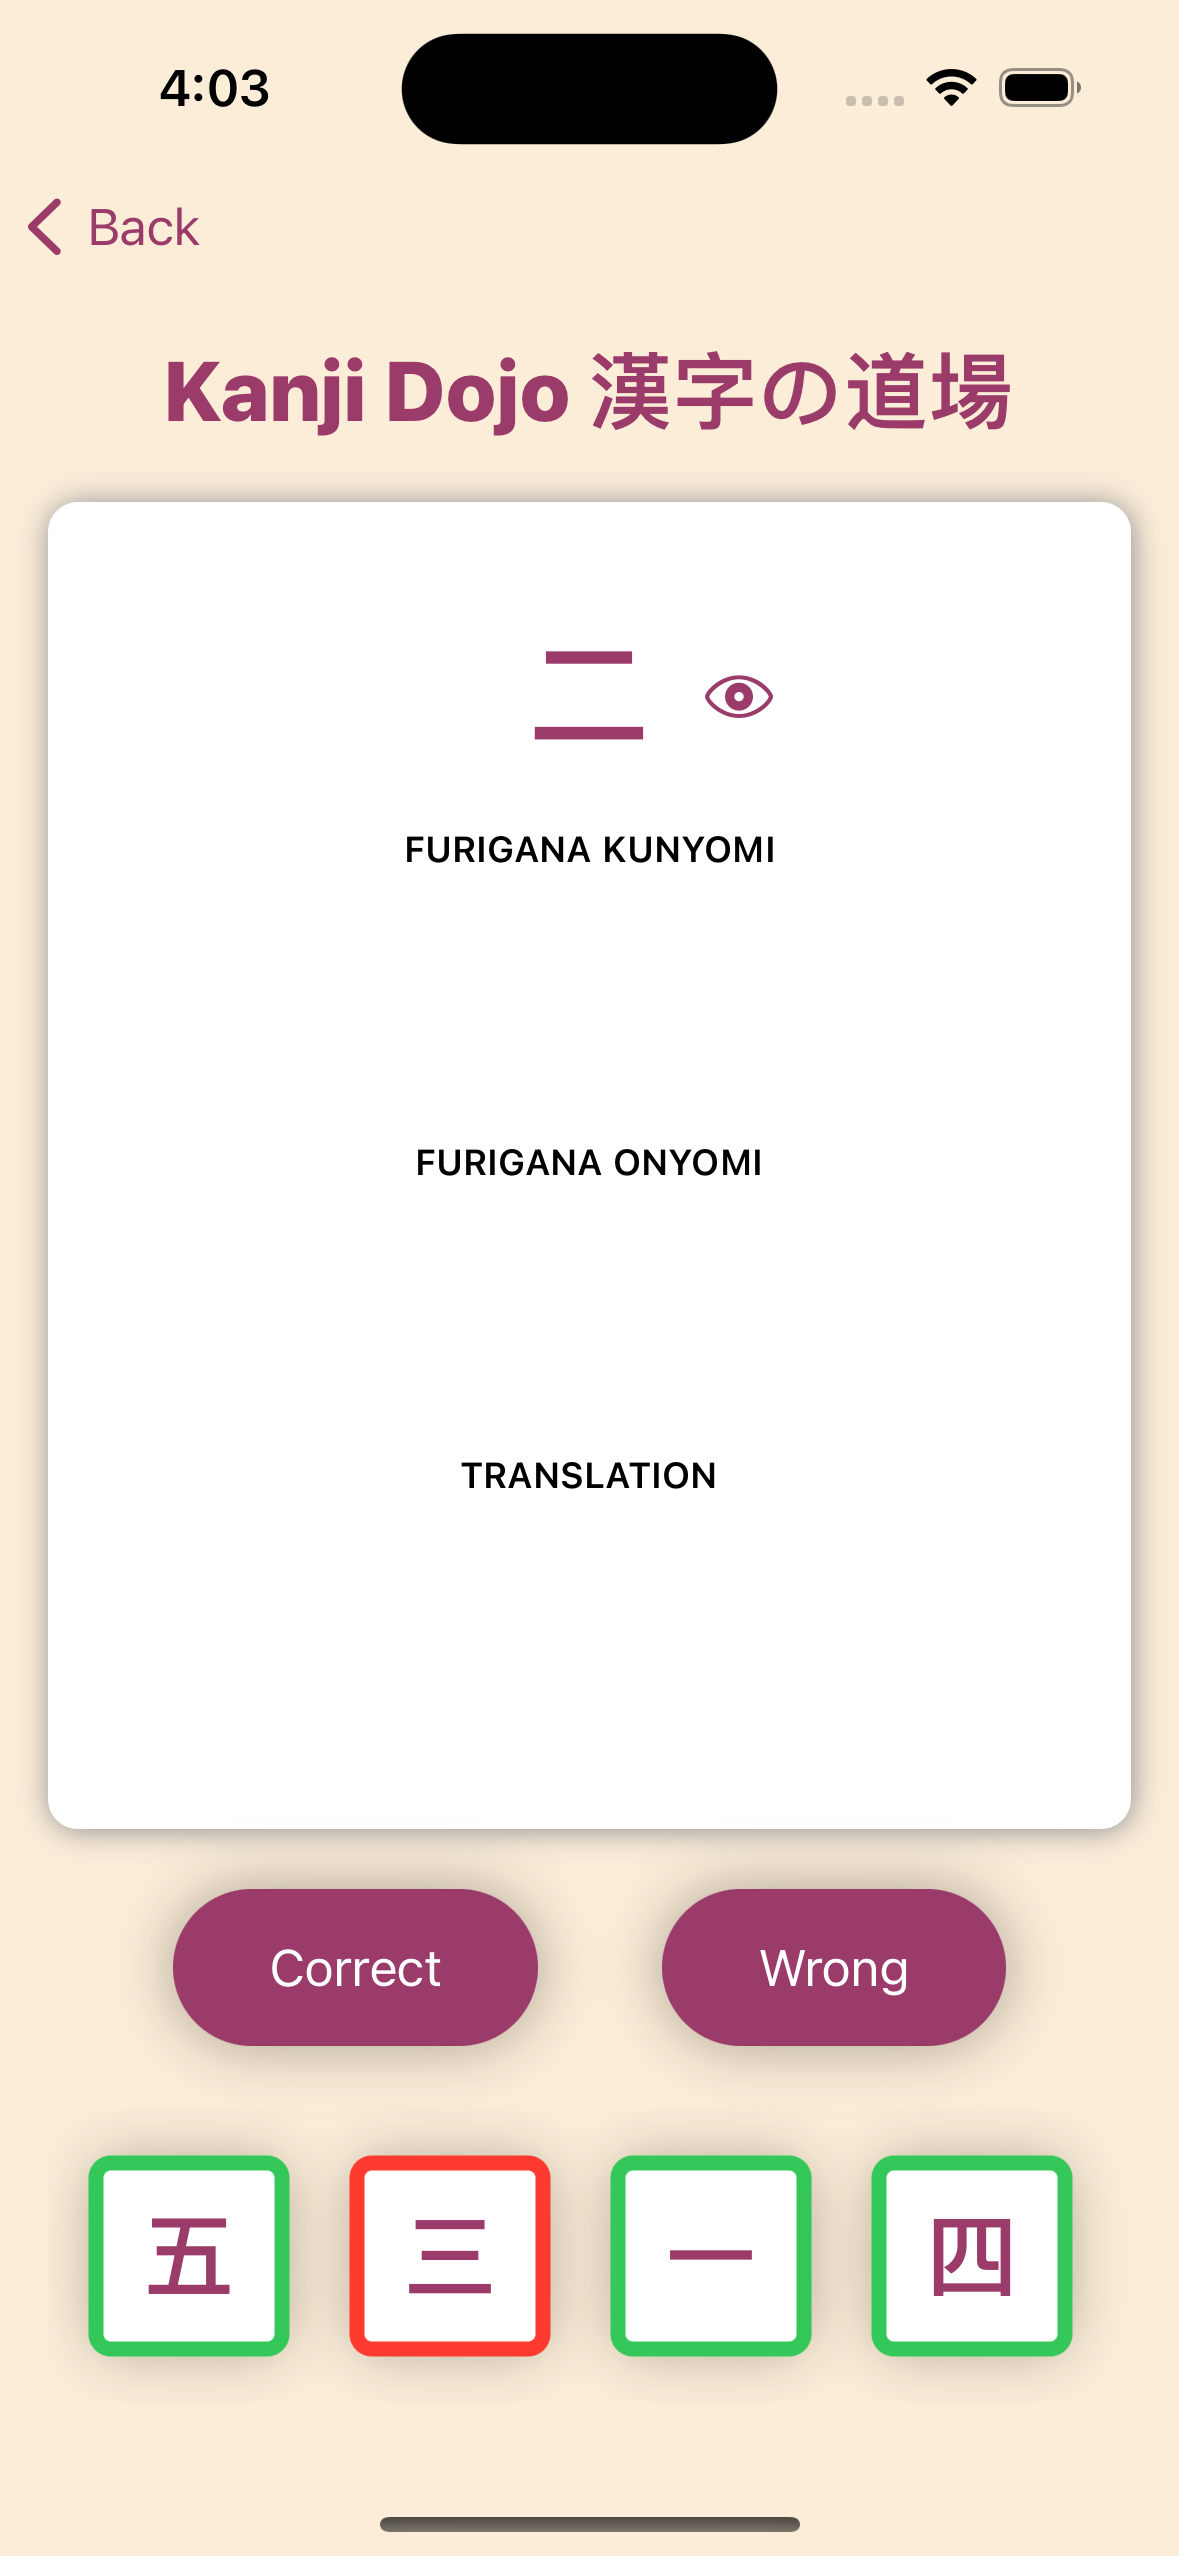 4:03
Back
Kanji Dojo 漢字の道場
二
FURIGANA KUNYOMI
FURIGANA ONYOMI
TRANSLATION
Correct Wrong
五 三 一 四